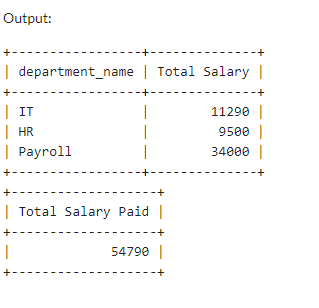 Output:
+-----------------+--------------+
| department_name | Total Salary |
+-----------------+--------------+
| IT              |        11290 |
| HR              |         9500 |
| Payroll         |        34000 |
+-----------------+--------------+
+-------------------+
| Total Salary Paid |
+-------------------+
|             54790 |
+-------------------+